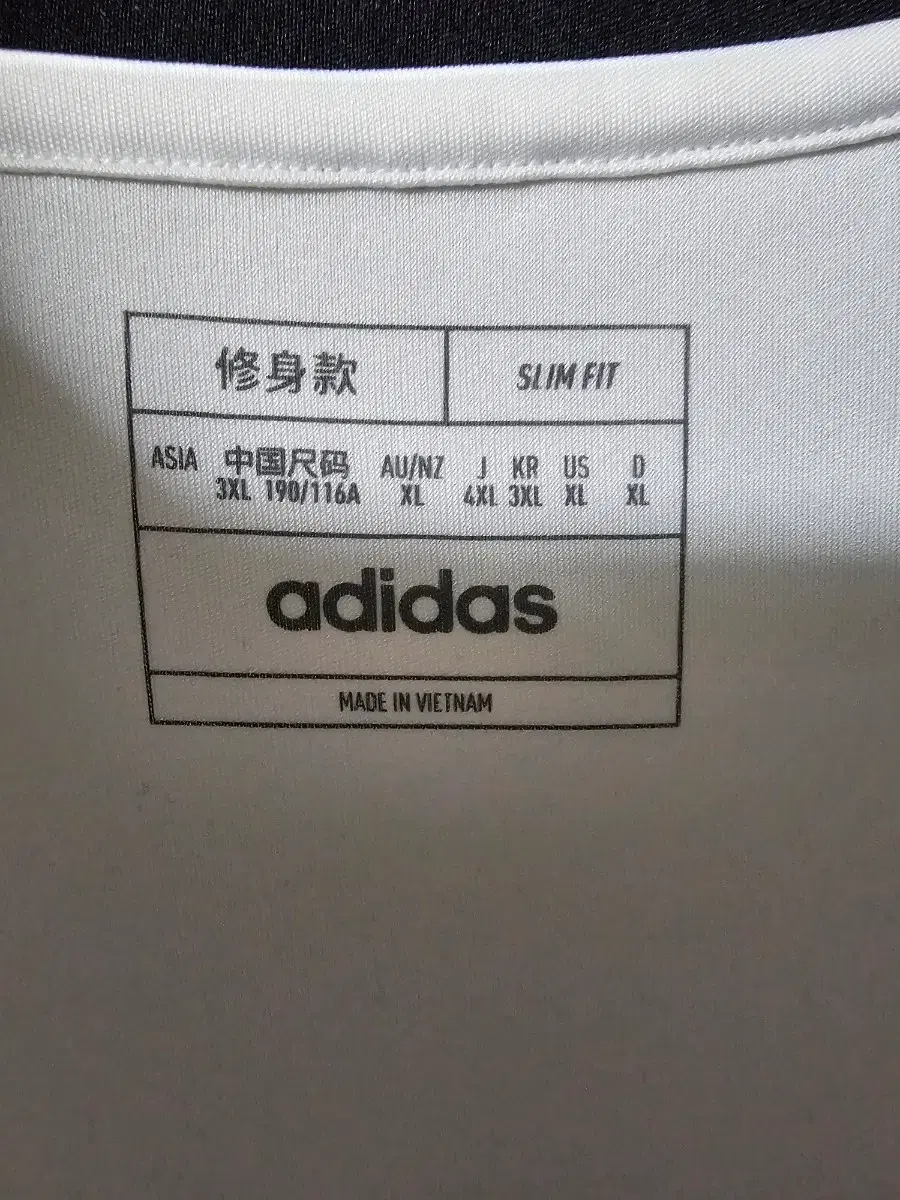 修身款 SLIM FIT
ASIA 中国尺码 AU/NZ J KR US D
3XL 190/116A XL 4XL 3XL XL XL
adidas
MADE IN VIETNAM